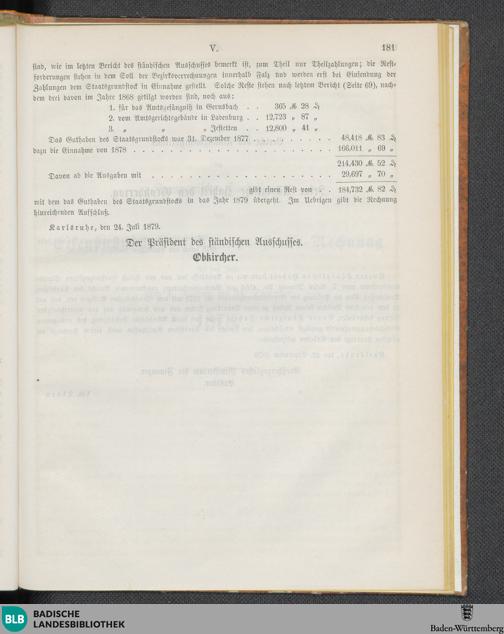 V. 181
sind, wie im letzten Bericht des ständischen Ausschusses bemerkt ist, zum Teil nur Theilzahlungen; die Rest-
forderungen stehen in dem Soll der Bezirksverrechnungen innerhalb Falz und werden erst bei Einsendung der
Zahlungen dem Staatsgrundstock in Einnahme gestellt. Solche Reste stehen nach letztem Bericht (Seite 69), nach-
dem drei davon im Jahre 1868 getilgt worden sind, noch aus:
1. für das Amtsgefängniß in Gernsbach . . 365 ℳ 28 ₰
2. vom Amtsgerichtsgebäude in Ladenburg . . 12,723 „ 87 „
3. „ „ „ Jestetten . . 12,800 „ 41 „
Das Guthaben des Staatsgrundstocks war 31. Dezember 1877 . . . 48,418 ℳ 83 ₰
dazu die Einnahme von 1878 . . . 166,011 „ 69 „
214,430 ℳ 52 ₰
Davon ab die Ausgaben mit . . . 29,697 „ 70 „
gibt einen Rest von . . 184,732 ℳ 82 ₰
mit dem das Guthaben des Staatsgrundstocks in das Jahr 1879 übergeht. Im Uebrigen gibt die Rechnung
hinreichenden Aufschluß.
Karlsruhe, den 24. Juli 1879.
Der Präsident des ständischen Ausschusses.
Obkircher.
BLB BADISCHE
LANDESBIBLIOTHEK
Baden-Württemberg